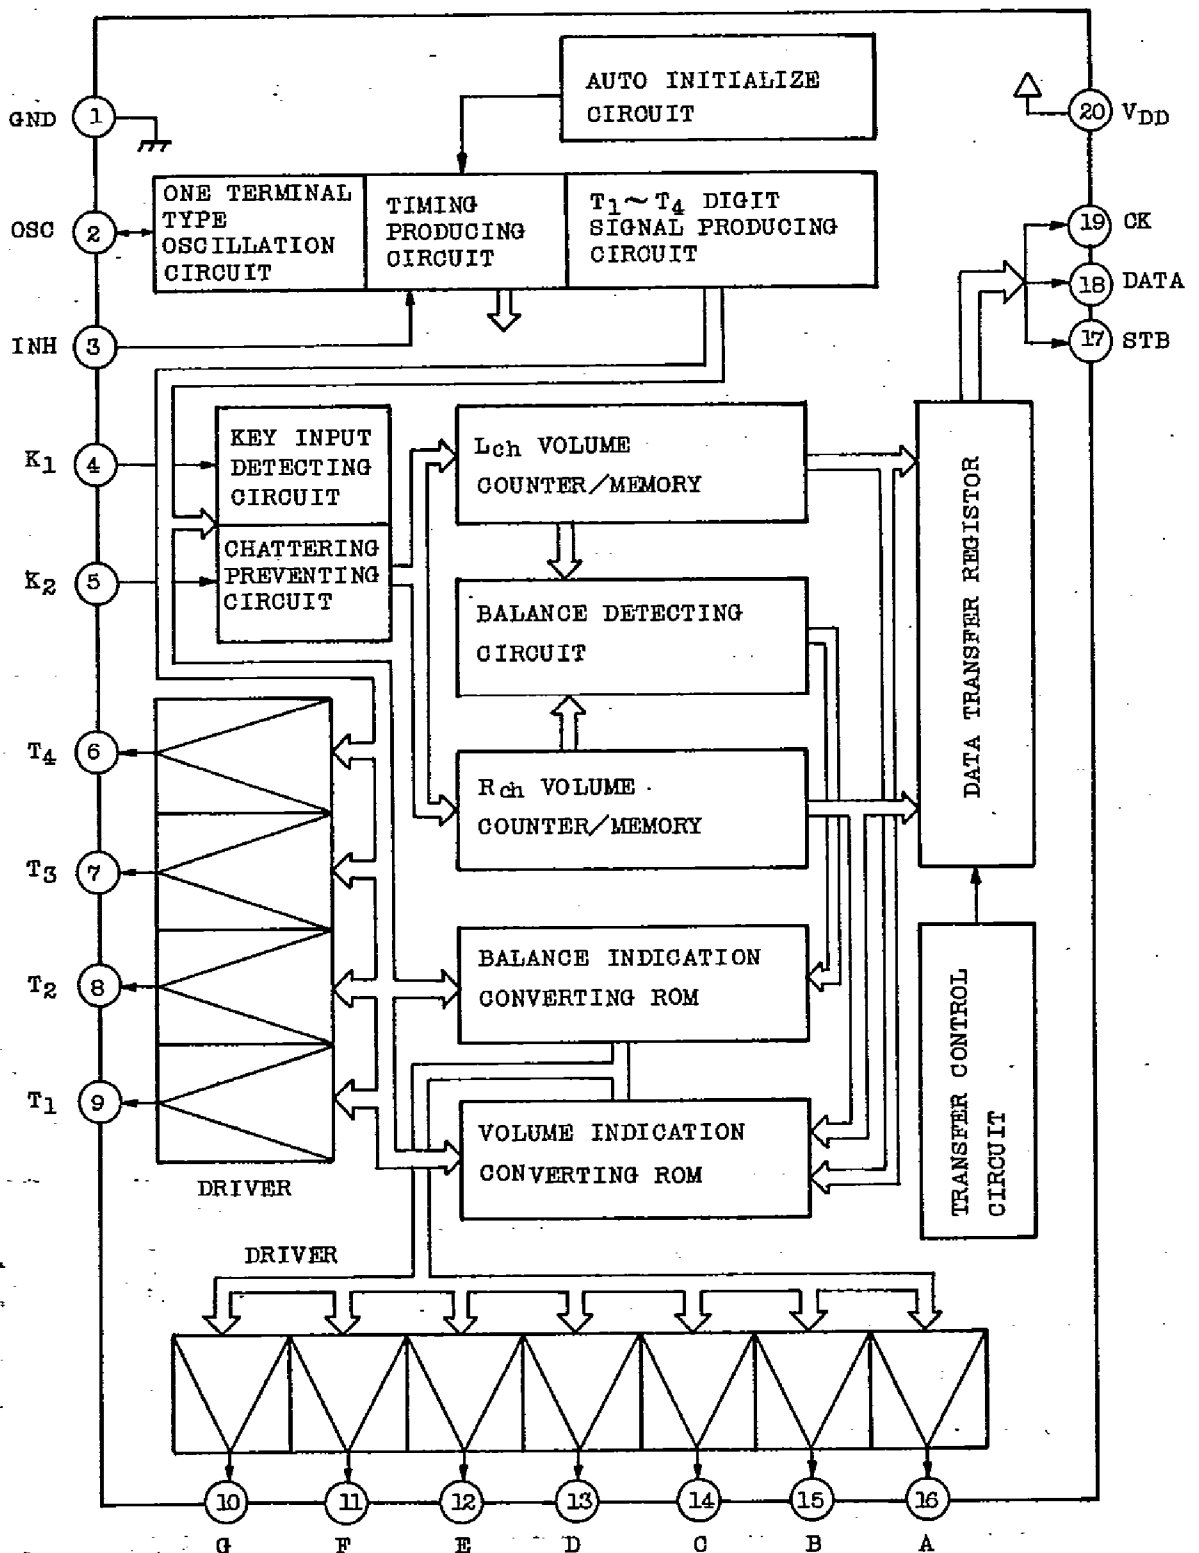 AUTO INITIALIZE
CIRCUIT
GND 1
20 VDD
ONE TERMINAL
TYPE
OSCILLATION
CIRCUIT
TIMING
PRODUCING
CIRCUIT
T1~T4 DIGIT
SIGNAL PRODUCING
CIRCUIT
OSC 2
19 CK
18 DATA
17 STB
INH 3
K1 4
K2 5
KEY INPUT
DETECTING
CIRCUIT
CHATTERING
PREVENTING
CIRCUIT
Lch VOLUME
COUNTER/MEMORY
BALANCE DETECTING
CIRCUIT
Rch VOLUME
COUNTER/MEMORY
DATA TRANSFER REGISTOR
T4 6
T3 7
T2 8
T1 9
DRIVER
BALANCE INDICATION
CONVERTING ROM
VOLUME INDICATION
CONVERTING ROM
TRANSFER CONTROL
CIRCUIT
DRIVER
10 11 12 13 14 15 16
G F E D C B A